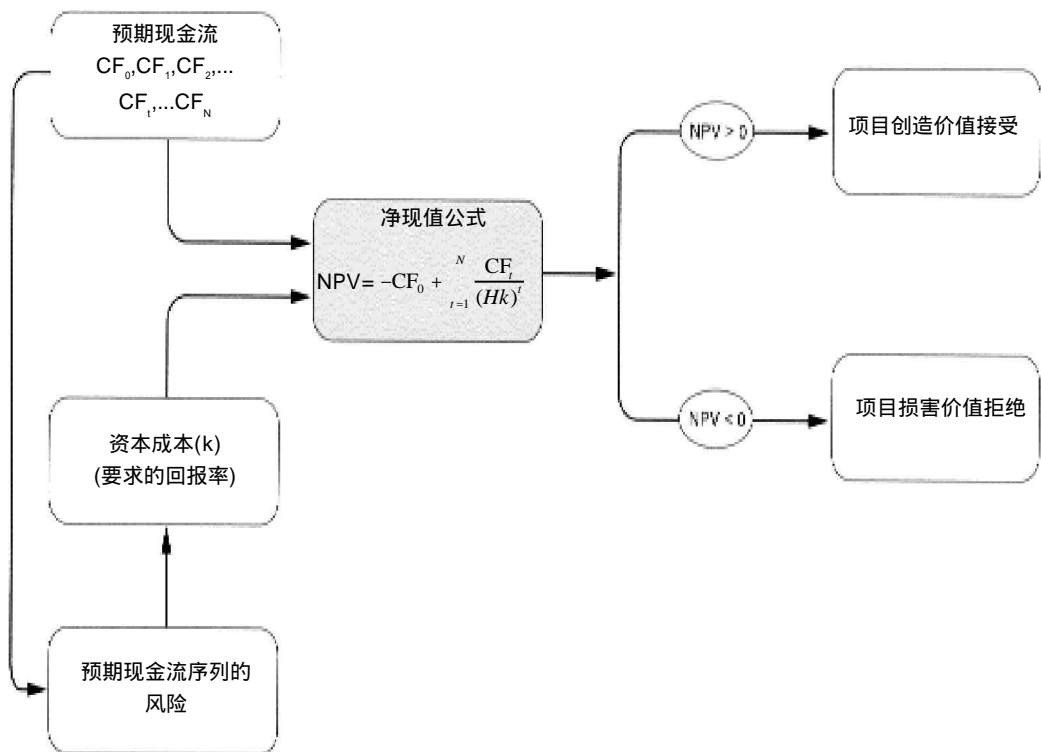 预期现金流
CF₀,CF₁,CF₂,...
CFₜ,...CF_N
净现值公式
NPV= −CF₀ + N t=1 CFₜ / (Hk)ᵗ
NPV > 0
项目创造价值接受
NPV < 0
项目损害价值拒绝
资本成本(k)
(要求的回报率)
预期现金流序列的
风险